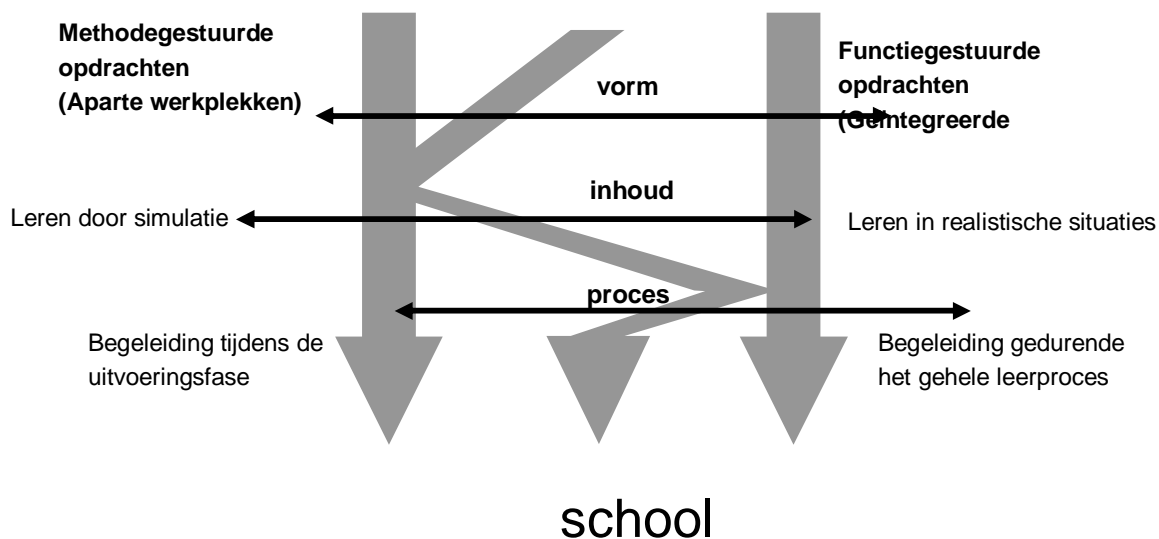 Methodegestuurde
opdrachten
(Aparte werkplekken)
vorm
Functiegestuurde
opdrachten
(Geïntegreerde
inhoud
Leren door simulatie
Leren in realistische situaties
proces
Begeleiding tijdens de
uitvoeringsfase
Begeleiding gedurende
het gehele leerproces
school